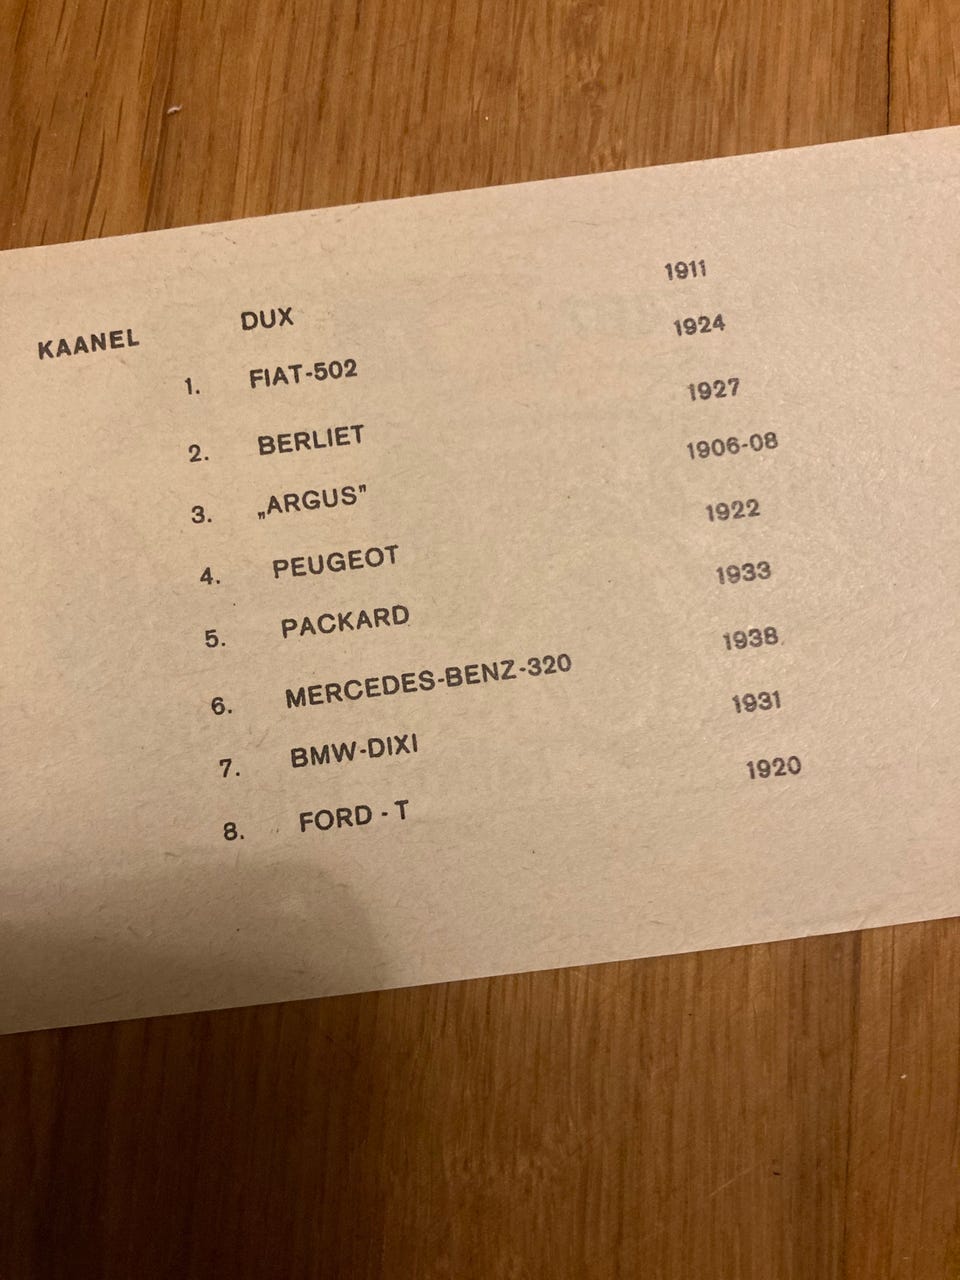 KAANEL DUX 1911
1. FIAT-502 1924
2. BERLIET 1927
3. „ARGUS” 1906-08
4. PEUGEOT 1922
5. PACKARD 1933
6. MERCEDES-BENZ-320 1938
7. BMW-DIXI 1931
8. FORD - T 1920